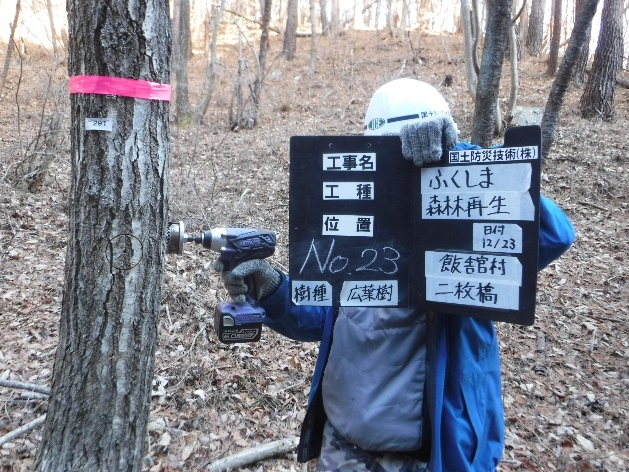 291
工事名
工種
位置
No.23
樹種 広葉樹
国土防災技術(株)
ふくしま
森林再生
日付
12/23
飯舘村
二枚橋